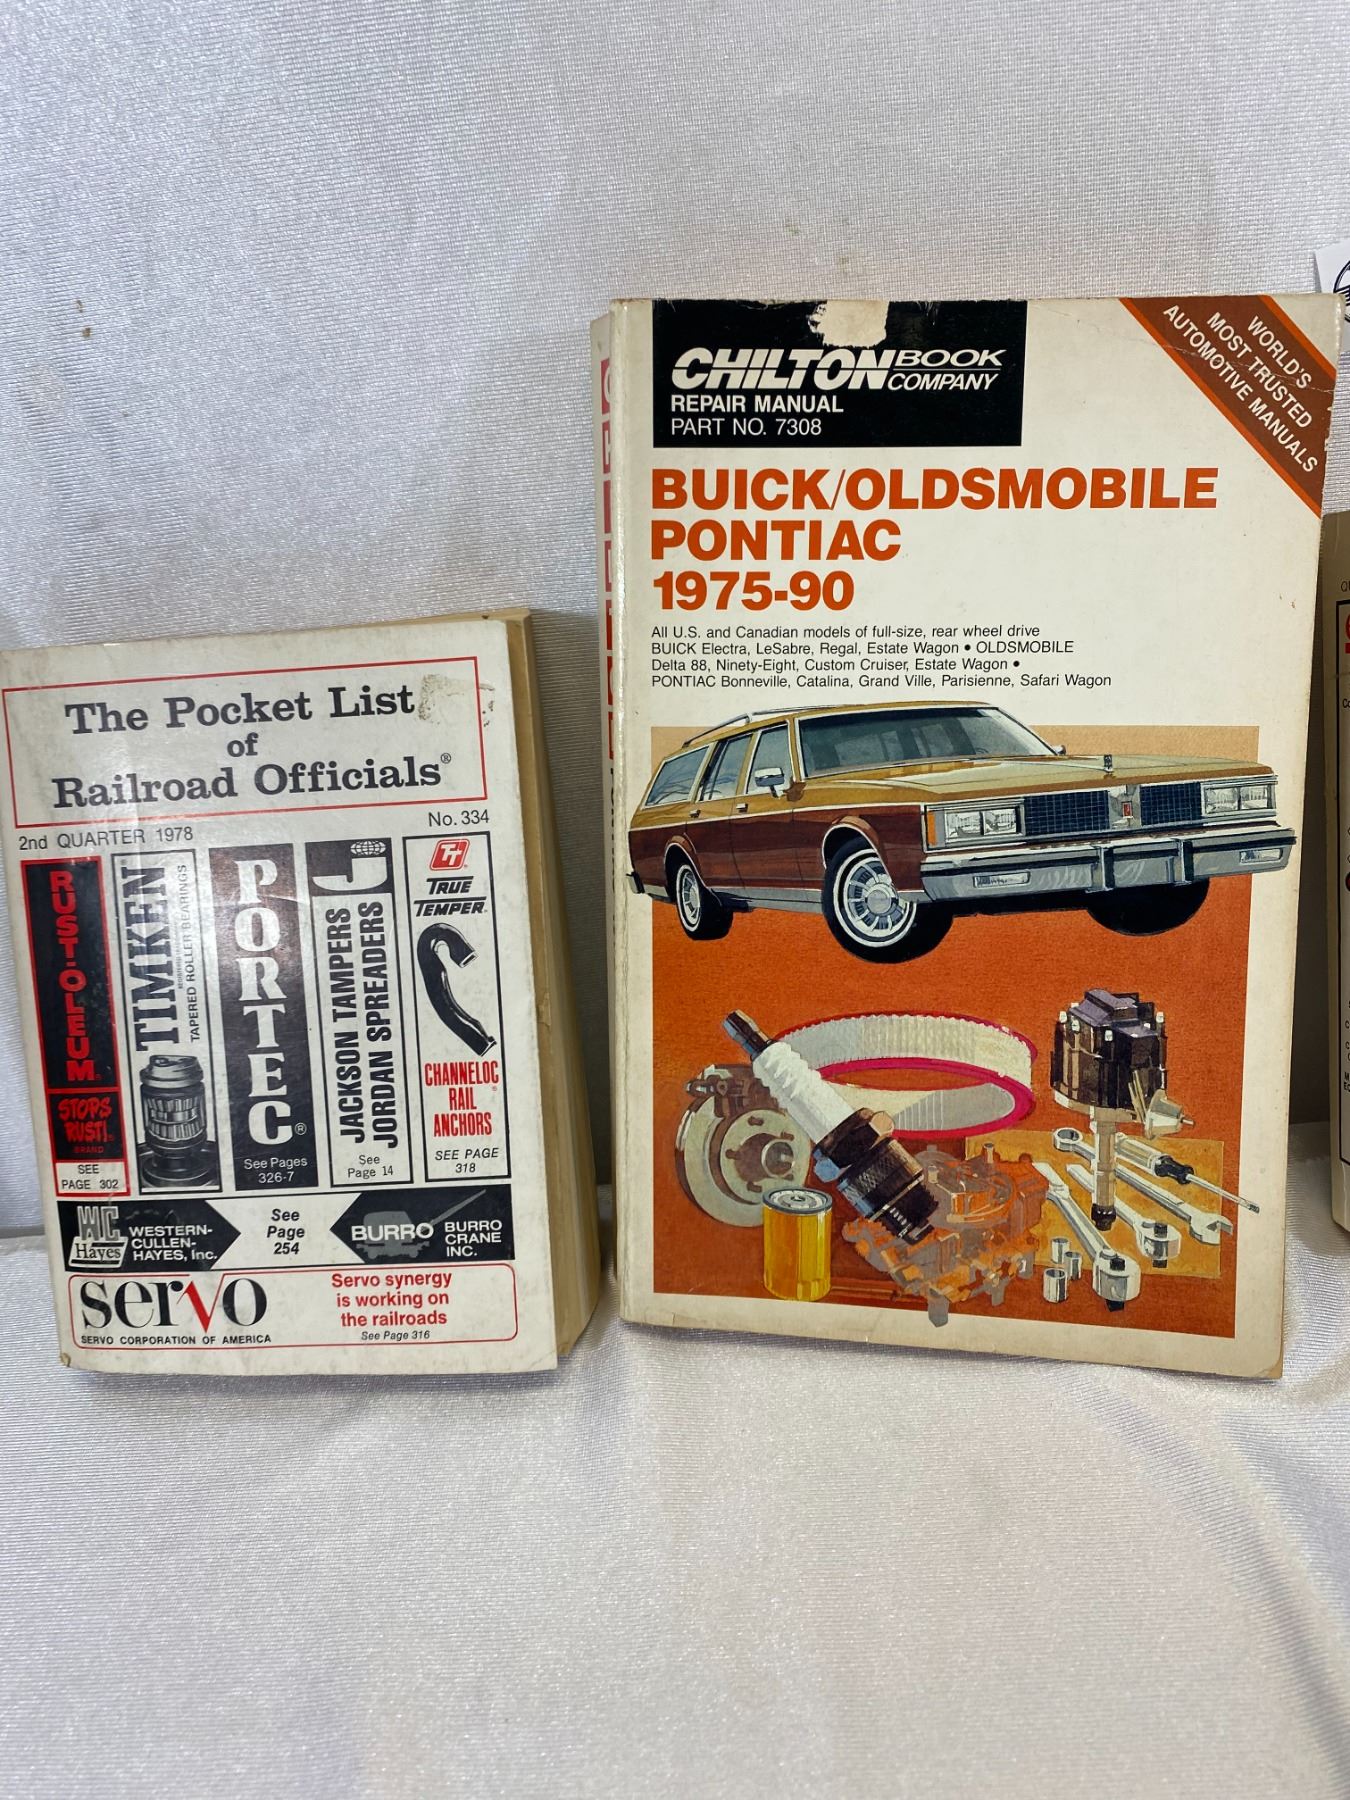 The Pocket List
of
Railroad Officials®
2nd QUARTER 1978
No. 334
RUST-OLEUM®
STOPS
RUST!®
BRAND
SEE
PAGE 302
TIMKEN®
TAPERED ROLLER BEARINGS
PORTEC®
See Pages
326-7
J
JACKSON TAMPERS
JORDAN SPREADERS
See
Page 14
TT
TRUE
TEMPER®
CHANNELOC®
RAIL
ANCHORS
SEE PAGE
318
WC
Hayes
WESTERN-
CULLEN-
HAYES, Inc.
See
Page
254
BURRO
BURRO
CRANE
INC.
servo
SERVO CORPORATION OF AMERICA
Servo synergy
is working on
the railroads
See Page 316
CHILTON BOOK
COMPANY
REPAIR MANUAL
PART NO. 7308
WORLD'S
MOST TRUSTED
AUTOMOTIVE MANUALS
BUICK/OLDSMOBILE
PONTIAC
1975-90
All U.S. and Canadian models of full-size, rear wheel drive
BUICK Electra, LeSabre, Regal, Estate Wagon • OLDSMOBILE
Delta 88, Ninety-Eight, Custom Cruiser, Estate Wagon •
PONTIAC Bonneville, Catalina, Grand Ville, Parisienne, Safari Wagon